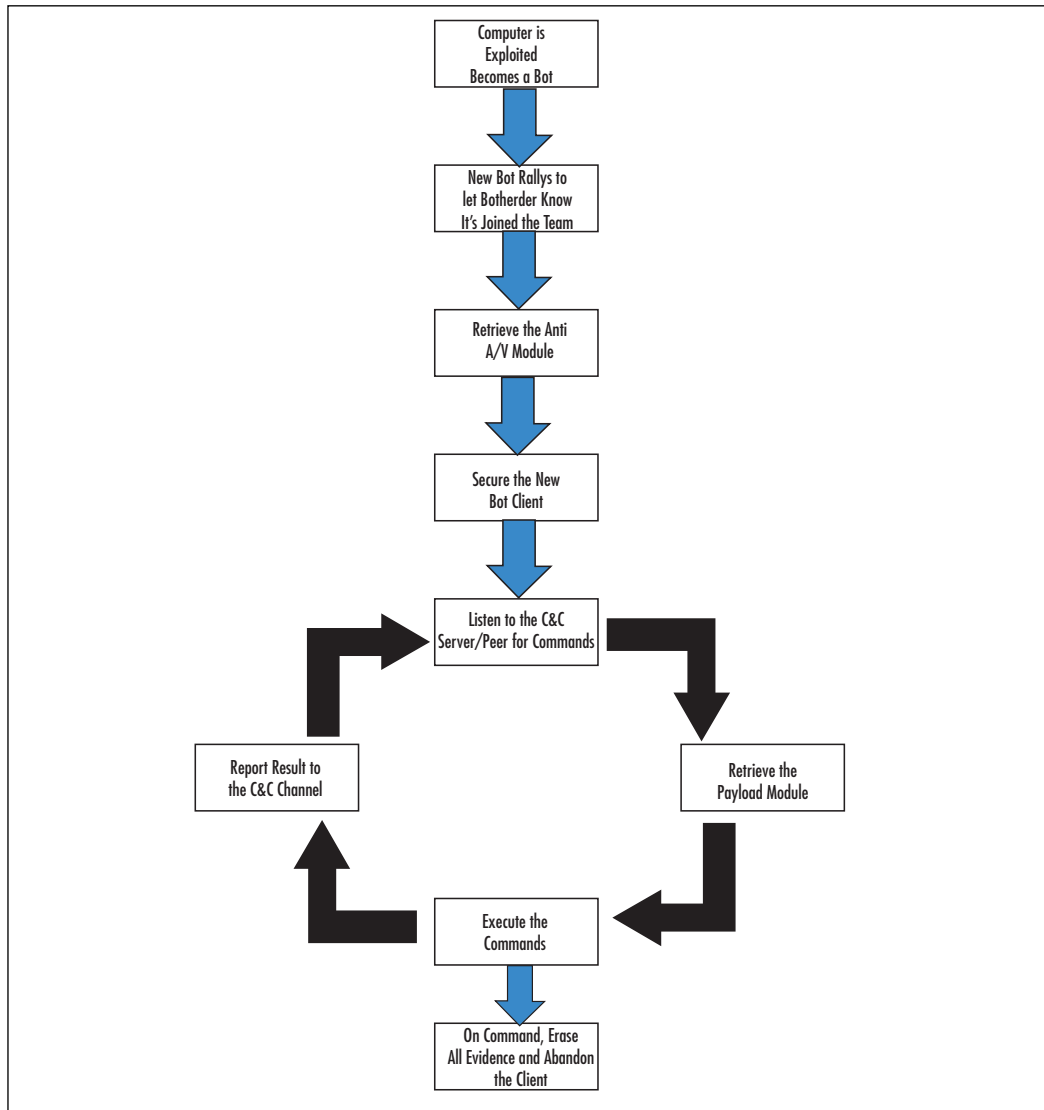 Computer is
Exploited
Becomes a Bot
New Bot Rallys to
let Botherder Know
It's Joined the Team
Retrieve the Anti
A/V Module
Secure the New
Bot Client
Listen to the C&C
Server/Peer for Commands
Report Result to
the C&C Channel
Retrieve the
Payload Module
Execute the
Commands
On Command, Erase
All Evidence and Abandon
the Client